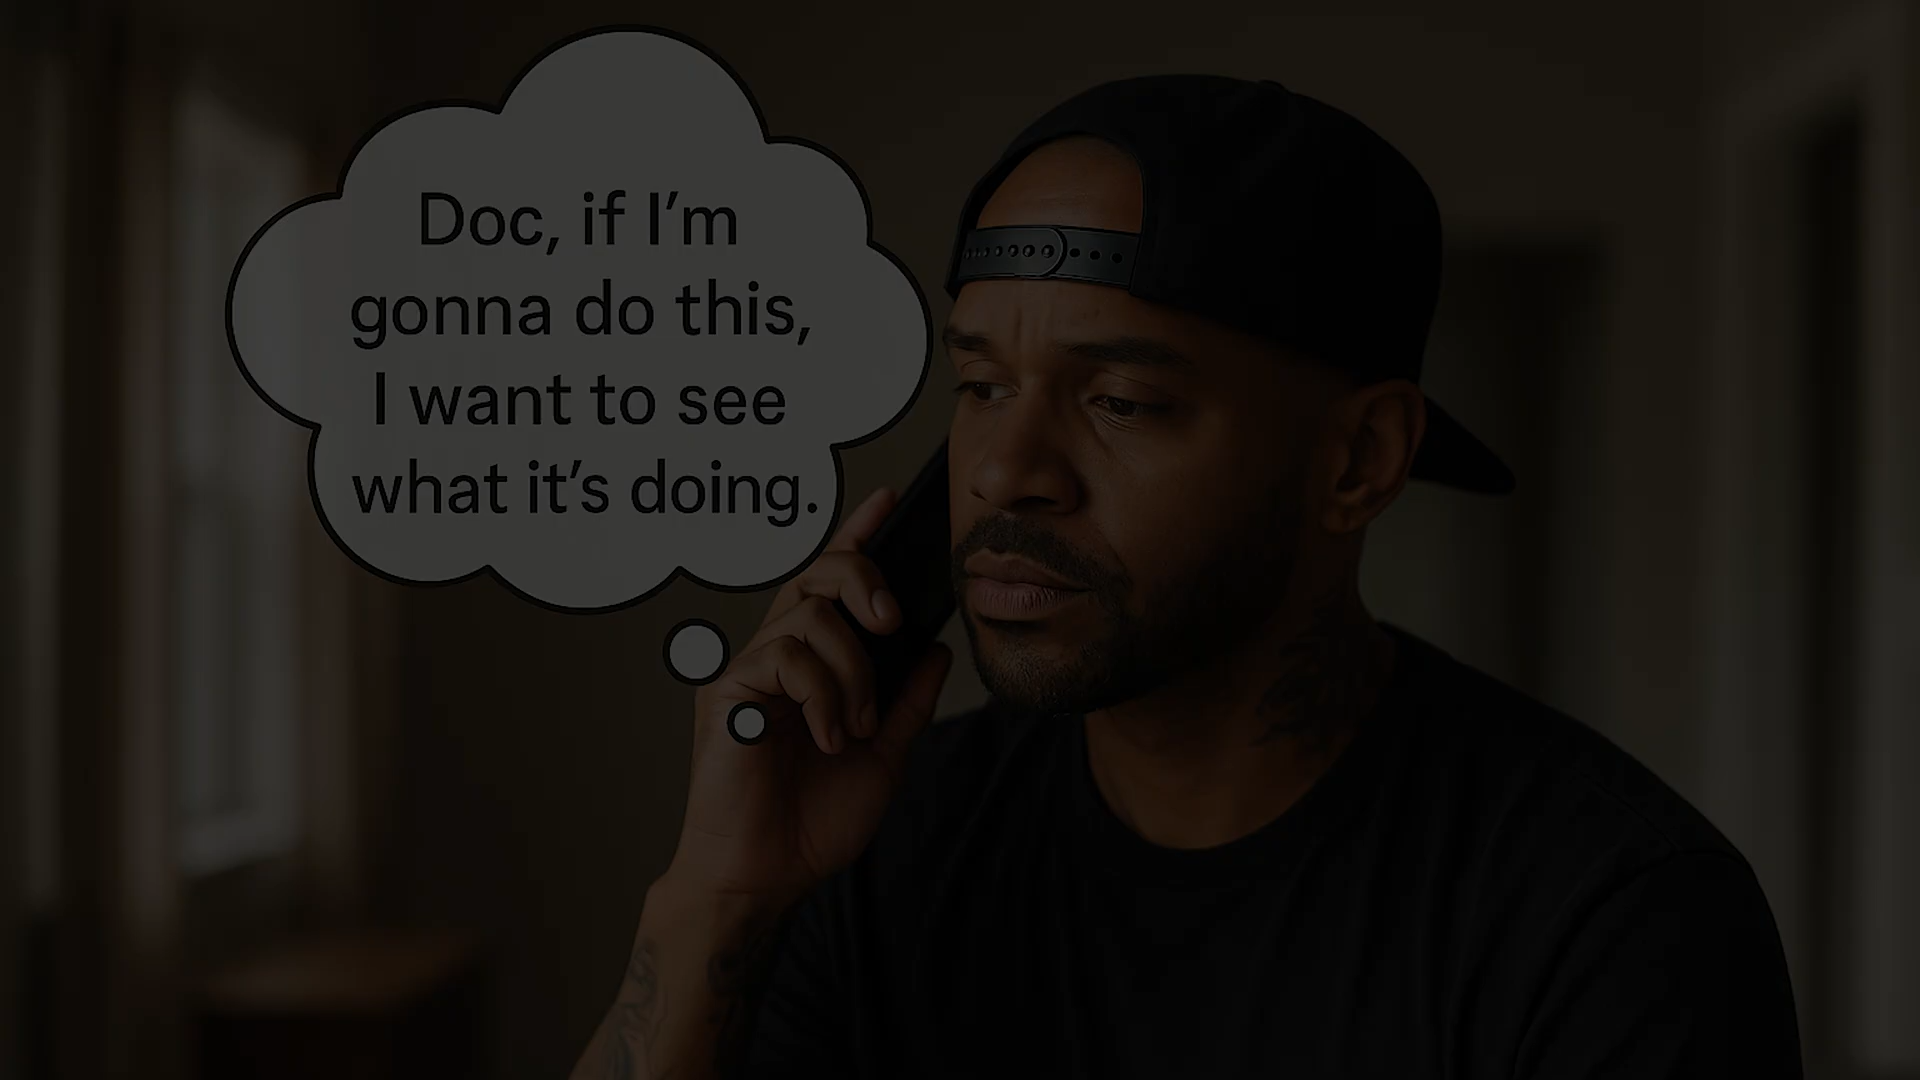 Doc, if I’m
gonna do this,
I want to see
what it’s doing.